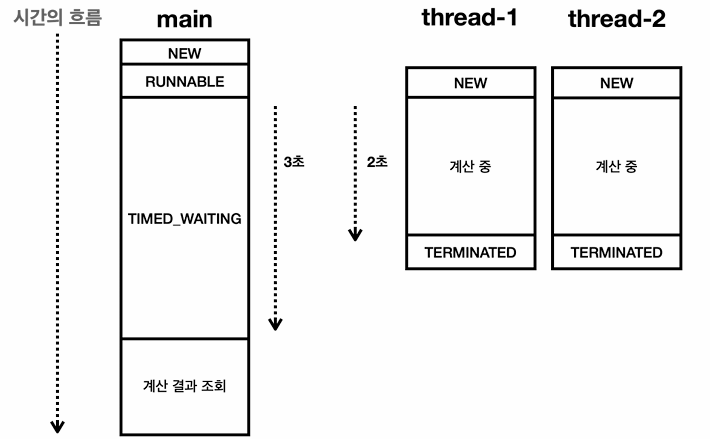 시간의 흐름
main
thread-1
thread-2
NEW
RUNNABLE
TIMED_WAITING
계산 결과 조회
3초
2초
NEW
계산 중
TERMINATED
NEW
계산 중
TERMINATED